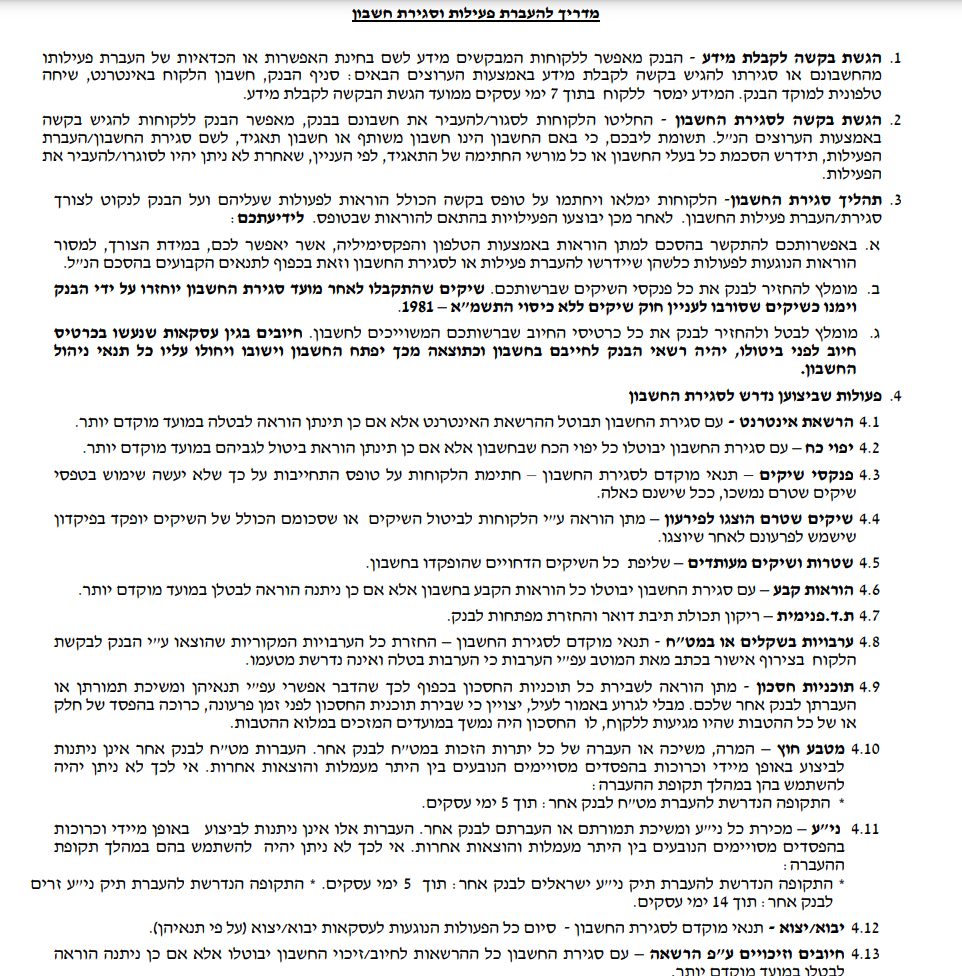 מדריך להעברת פעילות וסגירת חשבון
1. הגשת בקשה לקבלת מידע - הבנק מאפשר ללקוחות המבקשים מידע לשם בחינת האפשרות או הכדאיות של העברת פעילותו
מהחשבונם או סגירתו להגיש בקשה לקבלת מידע באמצעות הערוצים הבאים: סניף הבנק, חשבון הלקוח באינטרנט, שיחה
טלפונית למוקד הבנק. המידע ימסר ללקוח בתוך 7 ימי עסקים ממועד הגשת הבקשה לקבלת מידע.
2. הגשת בקשה לסגירת החשבון - החליטו הלקוחות לסגור/להעביר את חשבונם בבנק, מאפשר הבנק ללקוחות להגיש בקשה
באמצעות הערוצים הנ"ל. תשומת ליבכם, כי באם החשבון הינו חשבון משותף או חשבון תאגיד, לשם סגירת החשבון/העברת
הפעילות, תידרש הסכמת כל בעלי החשבון או כל מורשי החתימה של התאגיד, לפי העניין, שאחרת לא ניתן יהיו לסוגרו/להעביר את
הפעילות.
3. תהליך סגירת החשבון- הלקוחות ימלאו ויחתמו על טופס בקשה הכולל הוראות לפעולות שעליהם ועל הבנק לנקוט לצורך
סגירת/העברת פעילות החשבון. לאחר מכן יבוצעו הפעילויות בהתאם להוראות שבטופס. לידיעתכם:
א. באפשרותכם להתקשר בהסכם למתן הוראות באמצעות הטלפון והפקסימיליה, אשר יאפשר לכם, במידת הצורך, למסור
הוראות הנוגעות לפעולות כלשהן שיידרשו להעברת פעילות או לסגירת החשבון וזאת בכפוף לתנאים הקבועים בהסכם הנ"ל.
ב. מומלץ להחזיר לבנק את כל פנקסי השיקים שברשותכם. שיקים שהתקבלו לאחר מועד סגירת החשבון יוחזרו על ידי הבנק
וימנו כשיקים שסורבו לעניין חוק שיקים ללא כיסוי התשמ"א – 1981.
ג. מומלץ לבטל ולהחזיר לבנק את כל כרטיסי החיוב שברשותכם המשוייכים לחשבון. חיובים בגין עסקאות שנעשו בכרטיס
חיוב לפני ביטולו, יהיה רשאי הבנק לחייבם בחשבון וכתוצאה מכך יפתח החשבון וישובו ויחולו עליו כל תנאי ניהול
החשבון.
4. פעולות שביצוען נדרש לסגירת החשבון
4.1 הרשאת אינטרנט - עם סגירת החשבון תבוטל ההרשאת האינטרנט אלא אם כן תינתן הוראה לבטלה במועד מוקדם יותר.
4.2 יפוי כח – עם סגירת החשבון יבוטלו כל יפויי הכח שבחשבון אלא אם כן תינתן הוראת ביטול לגביהם במועד מוקדם יותר.
4.3 פנקסי שיקים – תנאי מוקדם לסגירת החשבון – חתימת הלקוחות על טופס התחייבות על כך שלא יעשה שימוש בטפסי
שיקים שטרם נמשכו, ככל שישנם כאלה.
4.4 שיקים שטרם הוצגו לפירעון – מתן הוראה ע"י הלקוחות לביטול השיקים או שסכומם הכולל של השיקים יופקד בפיקדון
שישמש לפרעונם לאחר שיוצגו.
4.5 שטרות ושיקים מעותדים – שליפת כל השיקים הדחויים שהופקדו בחשבון.
4.6 הוראות קבע – עם סגירת החשבון יבוטלו כל הוראות הקבע בחשבון אלא אם כן ניתנה הוראה לבטלן במועד מוקדם יותר.
4.7 ת.ד.פנימית – ריקון תכולת תיבת דואר והחזרת מפתחות לבנק.
4.8 ערבויות בשקלים או במט"ח - תנאי מוקדם לסגירת החשבון – החזרת כל הערבויות המקוריות שהוצאו ע"י הבנק לבקשת
הלקוח בצירוף אישור בכתב מאת המוטב עפ"י הערבות כי הערבות בטלה ואינה נדרשת מטעמו.
4.9 תוכניות חסכון - מתן הוראה לשבירת כל תוכניות החסכון בכפוף לכך שהדבר אפשרי עפ"י תנאיהן ומשיכת תמורתן או
העברתן לבנק אחר שלכם. מבלי לגרוע באמור לעיל, יצויין כי שבירת תוכנית החסכון לפני זמן פרעונה, כרוכה בהפסד של חלק
או של כל ההטבות שהיו מגיעות ללקוח, לו החסכון היה נמשך במועדים המזכים במלוא ההטבות.
4.10 מטבע חוץ – המרה, משיכה או העברה של כל יתרות הזכות במט"ח לבנק אחר. העברות מט"ח לבנק אחר אינן ניתנות
לביצוע באופן מיידי וכרוכות בהפסדים מסויימים הנובעים בין היתר מעמלות והוצאות אחרות. אי לכך לא ניתן יהיה
להשתמש בהן במהלך תקופת ההעברה:
* התקופה הנדרשת להעברת מט"ח לבנק אחר: תוך 5 ימי עסקים.
4.11 ני"ע – מכירת כל ני"ע ומשיכת תמורתם או העברתם לבנק אחר. העברות אלו אינן ניתנות לביצוע באופן מיידי וכרוכות
בהפסדים מסויימים הנובעים בין היתר מעמלות והוצאות אחרות. אי לכך לא ניתן יהיה להשתמש בהם במהלך תקופת
ההעברה:
* התקופה הנדרשת להעברת תיק ני"ע ישראלים לבנק אחר: תוך 5 ימי עסקים. * התקופה הנדרשת להעברת תיק ני"ע זרים
לבנק אחר: תוך 14 ימי עסקים.
4.12 יבוא/יצוא - תנאי מוקדם לסגירת החשבון - סיום כל הפעולות הנוגעות לעסקאות יבוא/יצוא (על פי תנאיהן).
4.13 חיובים וזיכויים ע"פ הרשאה – עם סגירת החשבון כל ההרשאות לחיוב/זיכוי החשבון יבוטלו אלא אם כן ניתנה הוראה
לבטלן במועד מוקדם יותר.